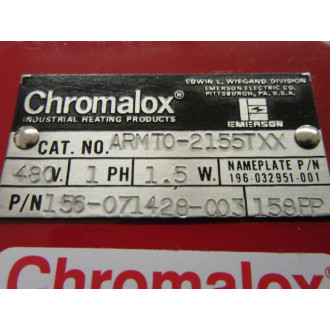 EDWIN L. WIEGAND DIVISION
EMERSON ELECTRIC CO.
PITTSBURGH, PA., U.S.A.
Chromalox®
INDUSTRIAL HEATING PRODUCTS
EMERSON
CAT. NO. ARMTO-2155TXX
480 V. 1 PH 1.5 W. NAMEPLATE P/N
196-032951-001
P/N 156-071428-003 158PP
Chromalox®